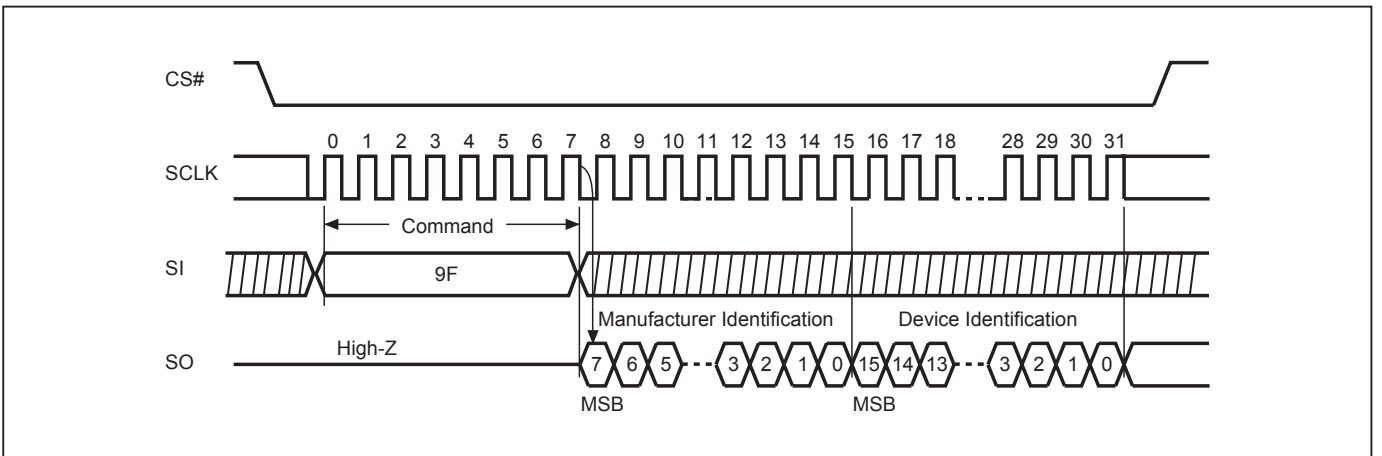 CS#
0 1 2 3 4 5 6 7 8 9 10 11 12 13 14 15 16 17 18 28 29 30 31
SCLK
Command
SI
9F
Manufacturer Identification Device Identification
High-Z
SO
7 6 5 3 2 1 0 15 14 13 3 2 1 0
MSB MSB